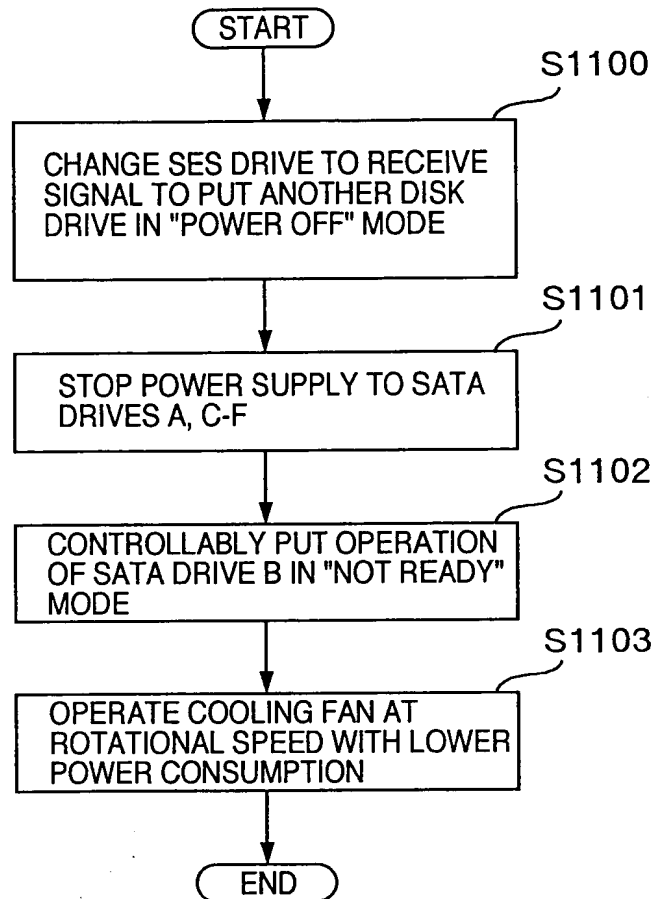 START
S1100
CHANGE SES DRIVE TO RECEIVE
SIGNAL TO PUT ANOTHER DISK
DRIVE IN "POWER OFF" MODE
S1101
STOP POWER SUPPLY TO SATA
DRIVES A, C-F
S1102
CONTROLLABLY PUT OPERATION
OF SATA DRIVE B IN "NOT READY"
MODE
S1103
OPERATE COOLING FAN AT
ROTATIONAL SPEED WITH LOWER
POWER CONSUMPTION
END